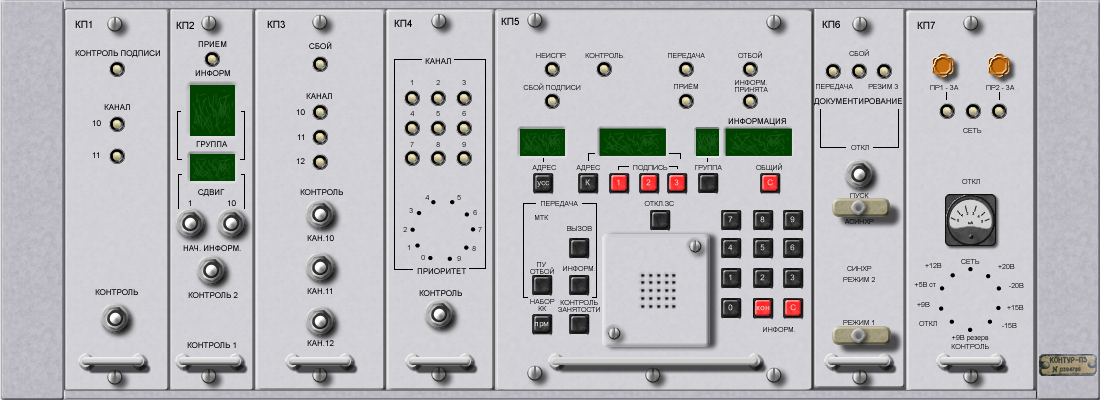 КП1
КОНТРОЛЬ ПОДПИСИ
КАНАЛ
10
11
КОНТРОЛЬ
КП2
ПРИЕМ
ИНФОРМ
ГРУППА
СДВИГ
1 10
НАЧ. ИНФОРМ.
КОНТРОЛЬ 2
КОНТРОЛЬ 1
КП3
СБОЙ
КАНАЛ
10
11
12
КОНТРОЛЬ
КАН.10
КАН.11
КАН.12
КП4
КАНАЛ
1 2 3
4 5 6
7 8 9
4 5
3 6
2 7
1 8
0 9
ПРИОРИТЕТ
КОНТРОЛЬ
КП5
НЕИСПР. КОНТРОЛЬ ПЕРЕДАЧА ОТБОЙ
СБОЙ ПОДПИСИ ПРИЕМ ИНФОРМ.
ПРИНЯТА
ИНФОРМАЦИЯ
АДРЕС АДРЕС ПОДПИСЬ ГРУППА ОБЩИЙ
усс К 1 2 3 С
ПЕРЕДАЧА ОТКЛ.ЗС
МТК
ВЫЗОВ
ПУ
ОТБОЙ ИНФОРМ.
НАБОР
КК
КОНТРОЛЬ
ЗАНЯТОСТИ
прм
7 8 9
4 5 6
1 2 3
0 кон С
ИНФОРМ.
КП6
СБОЙ
ПЕРЕДАЧА РЕЗИМ 3
ДОКУМЕНТИРОВАНИЕ
ОТКЛ
ПУСК
АСИНХР
СИНХР
РЕЖИМ 2
РЕЖИМ 1
КП7
ПР1 - 3А ПР2 - 3А
СЕТЬ
ОТКЛ
СЕТЬ
+12В +20В
+5В от -20В
+9В +15В
ОТКЛ -15В
+9В резерв
КОНТРОЛЬ
КОНТУР-П3